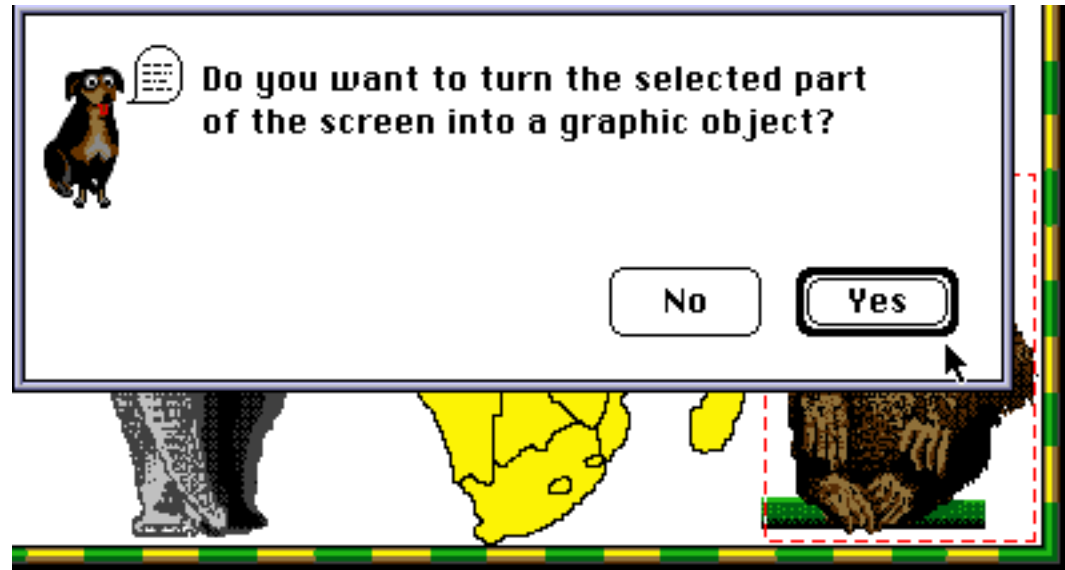 Do you want to turn the selected part
of the screen into a graphic object?
No
Yes